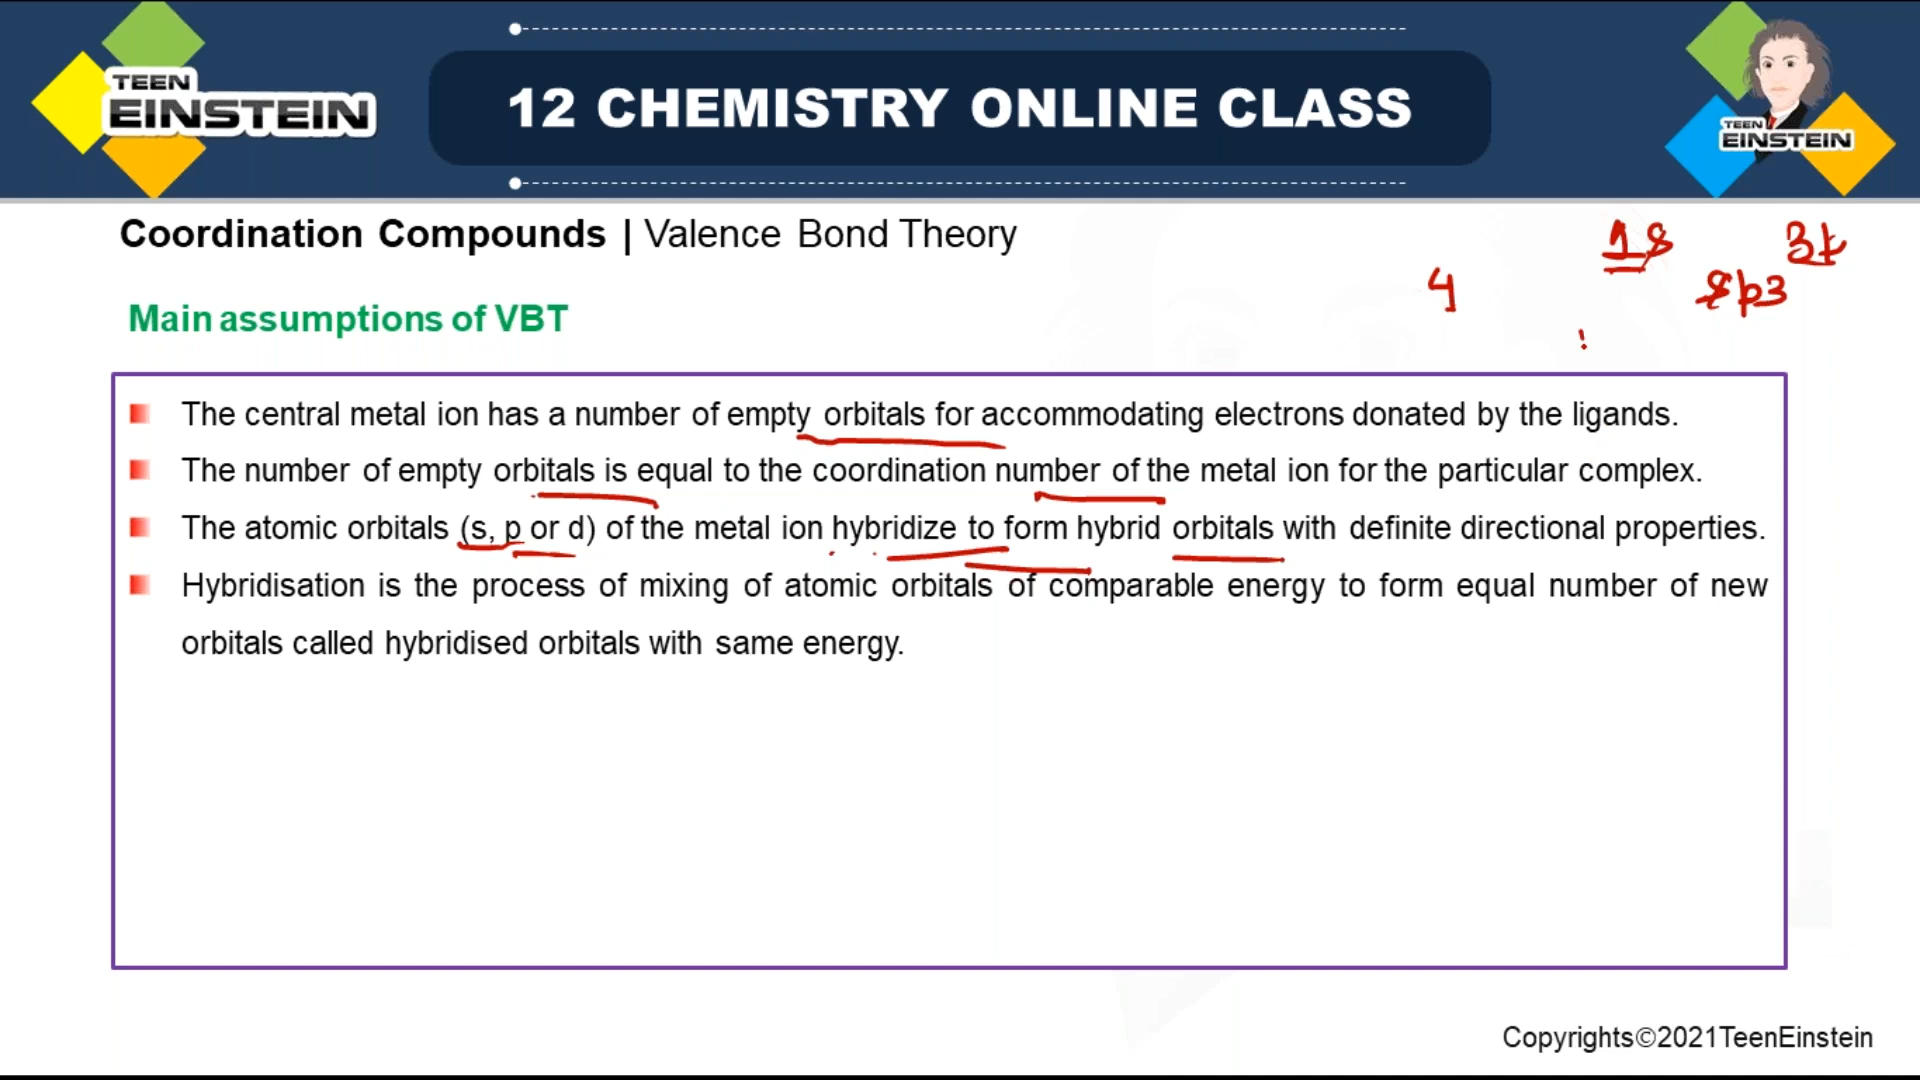 TEEN
EINSTEIN
12 CHEMISTRY ONLINE CLASS
TEEN
EINSTEIN
Coordination Compounds | Valence Bond Theory
1s
3p
4
sp3
Main assumptions of VBT
The central metal ion has a number of empty orbitals for accommodating electrons donated by the ligands.
The number of empty orbitals is equal to the coordination number of the metal ion for the particular complex.
The atomic orbitals (s, p or d) of the metal ion hybridize to form hybrid orbitals with definite directional properties.
Hybridisation is the process of mixing of atomic orbitals of comparable energy to form equal number of new
orbitals called hybridised orbitals with same energy.
Copyrights©2021TeenEinstein